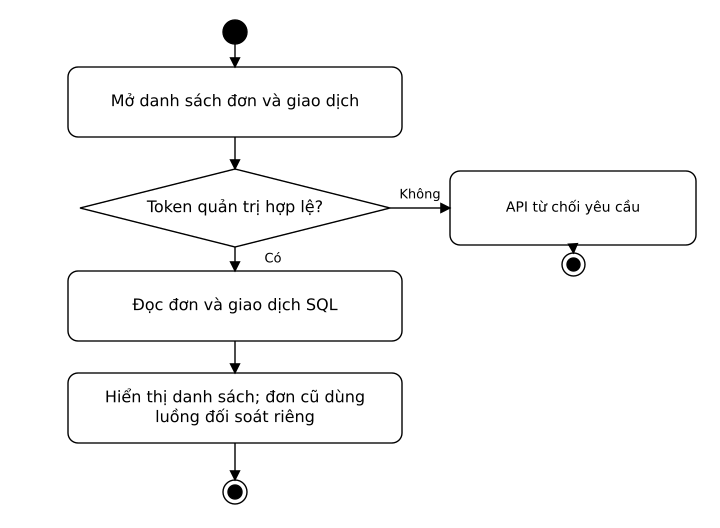 Mở danh sách đơn và giao dịch
Token quản trị hợp lệ?
Không
API từ chối yêu cầu
Có
Đọc đơn và giao dịch SQL
Hiển thị danh sách; đơn cũ dùng
luồng đối soát riêng